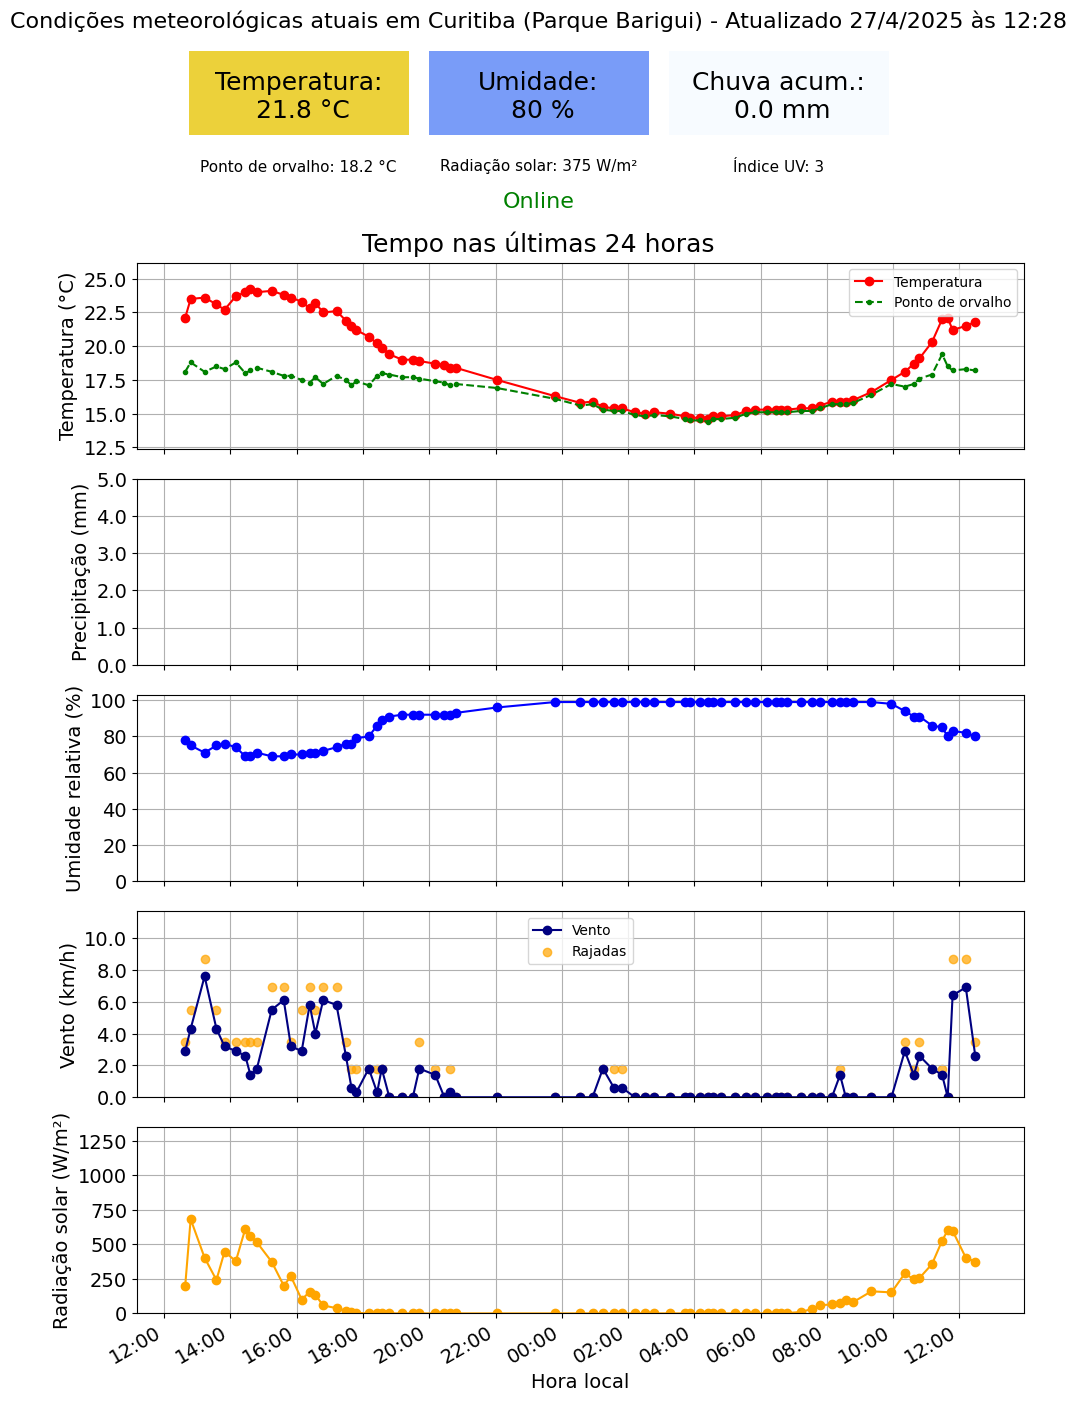 Condições meteorológicas atuais em Curitiba (Parque Barigui) - Atualizado 27/4/2025 às 12:28
Temperatura:
21.8 °C
Umidade:
80 %
Chuva acum.:
0.0 mm
Ponto de orvalho: 18.2 °C
Radiação solar: 375 W/m²
Índice UV: 3
Online
Tempo nas últimas 24 horas
Temperatura (°C)
25.0
22.5
20.0
17.5
15.0
12.5
Temperatura
Ponto de orvalho
Precipitação (mm)
5.0
4.0
3.0
2.0
1.0
0.0
Umidade relativa (%)
100
80
60
40
20
0
Vento (km/h)
10.0
8.0
6.0
4.0
2.0
0.0
Vento
Rajadas
Radiação solar (W/m²)
1250
1000
750
500
250
0
12:00
14:00
16:00
18:00
20:00
22:00
00:00
02:00
04:00
06:00
08:00
10:00
12:00
Hora local